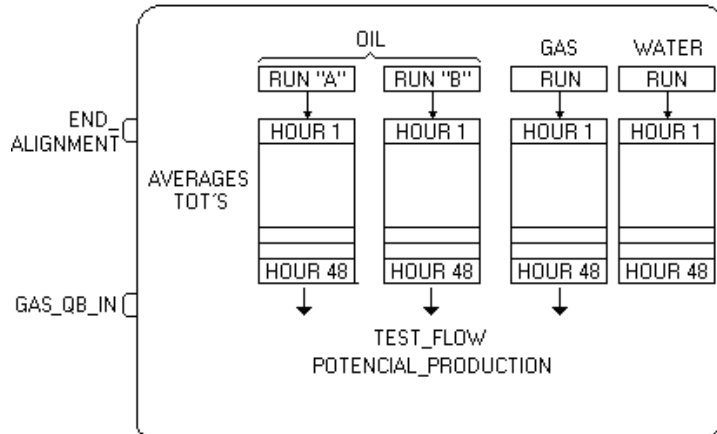 OIL
GAS
WATER
RUN "A"
RUN "B"
RUN
RUN
END_
ALIGNMENT
HOUR 1
HOUR 1
HOUR 1
HOUR 1
AVERAGES
TOT'S
HOUR 48
HOUR 48
HOUR 48
HOUR 48
GAS_QB_IN
TEST_FLOW
POTENCIAL_PRODUCTION